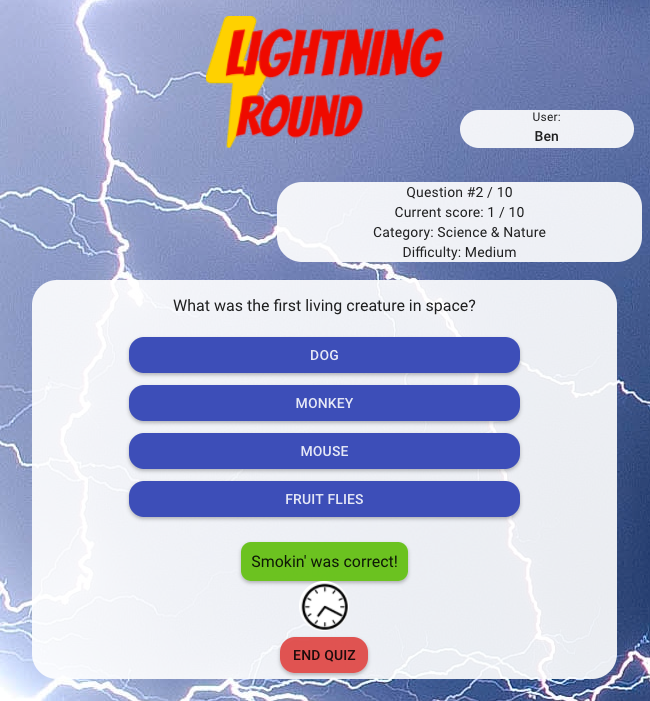 LIGHTNING
ROUND
User:
Ben
Question #2 / 10
Current score: 1 / 10
Category: Science & Nature
Difficulty: Medium
What was the first living creature in space?
DOG
MONKEY
MOUSE
FRUIT FLIES
Smokin' was correct!
END QUIZ